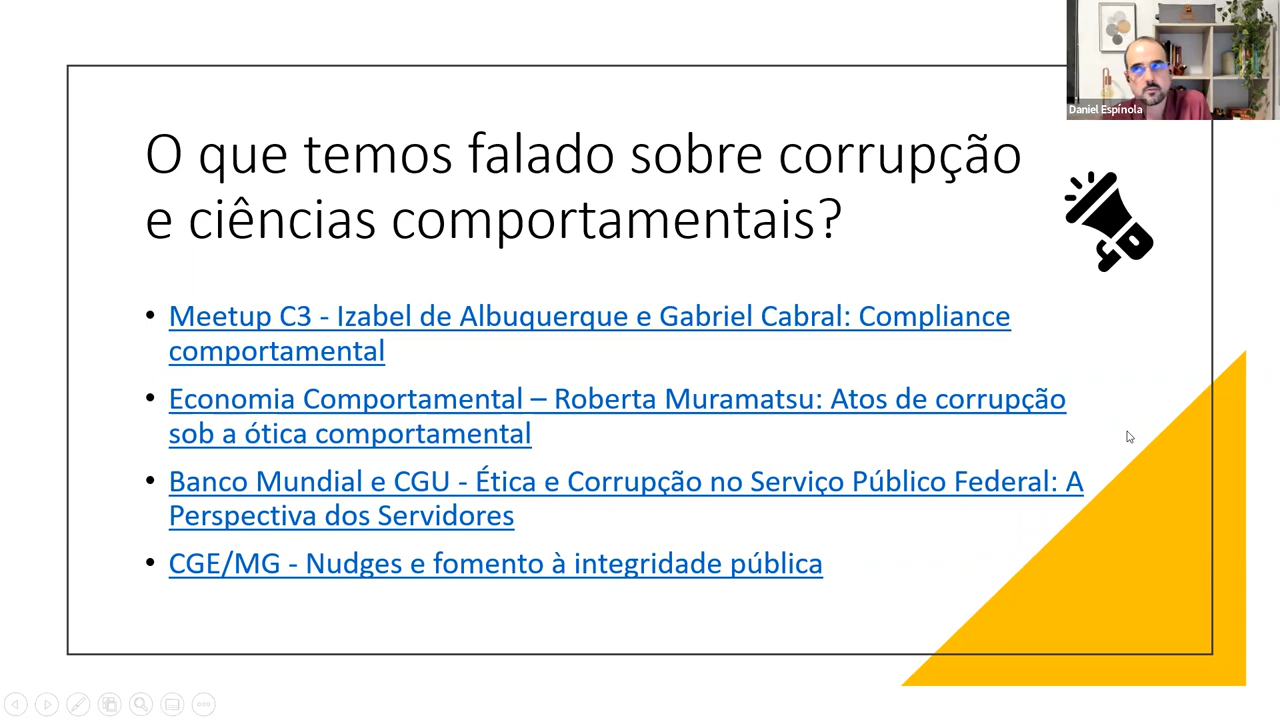 Daniel Espínola
O que temos falado sobre corrupção
e ciências comportamentais?
• Meetup C3 - Izabel de Albuquerque e Gabriel Cabral: Compliance
comportamental
• Economia Comportamental – Roberta Muramatsu: Atos de corrupção
sob a ótica comportamental
• Banco Mundial e CGU - Ética e Corrupção no Serviço Público Federal: A
Perspectiva dos Servidores
• CGE/MG - Nudges e fomento à integridade pública